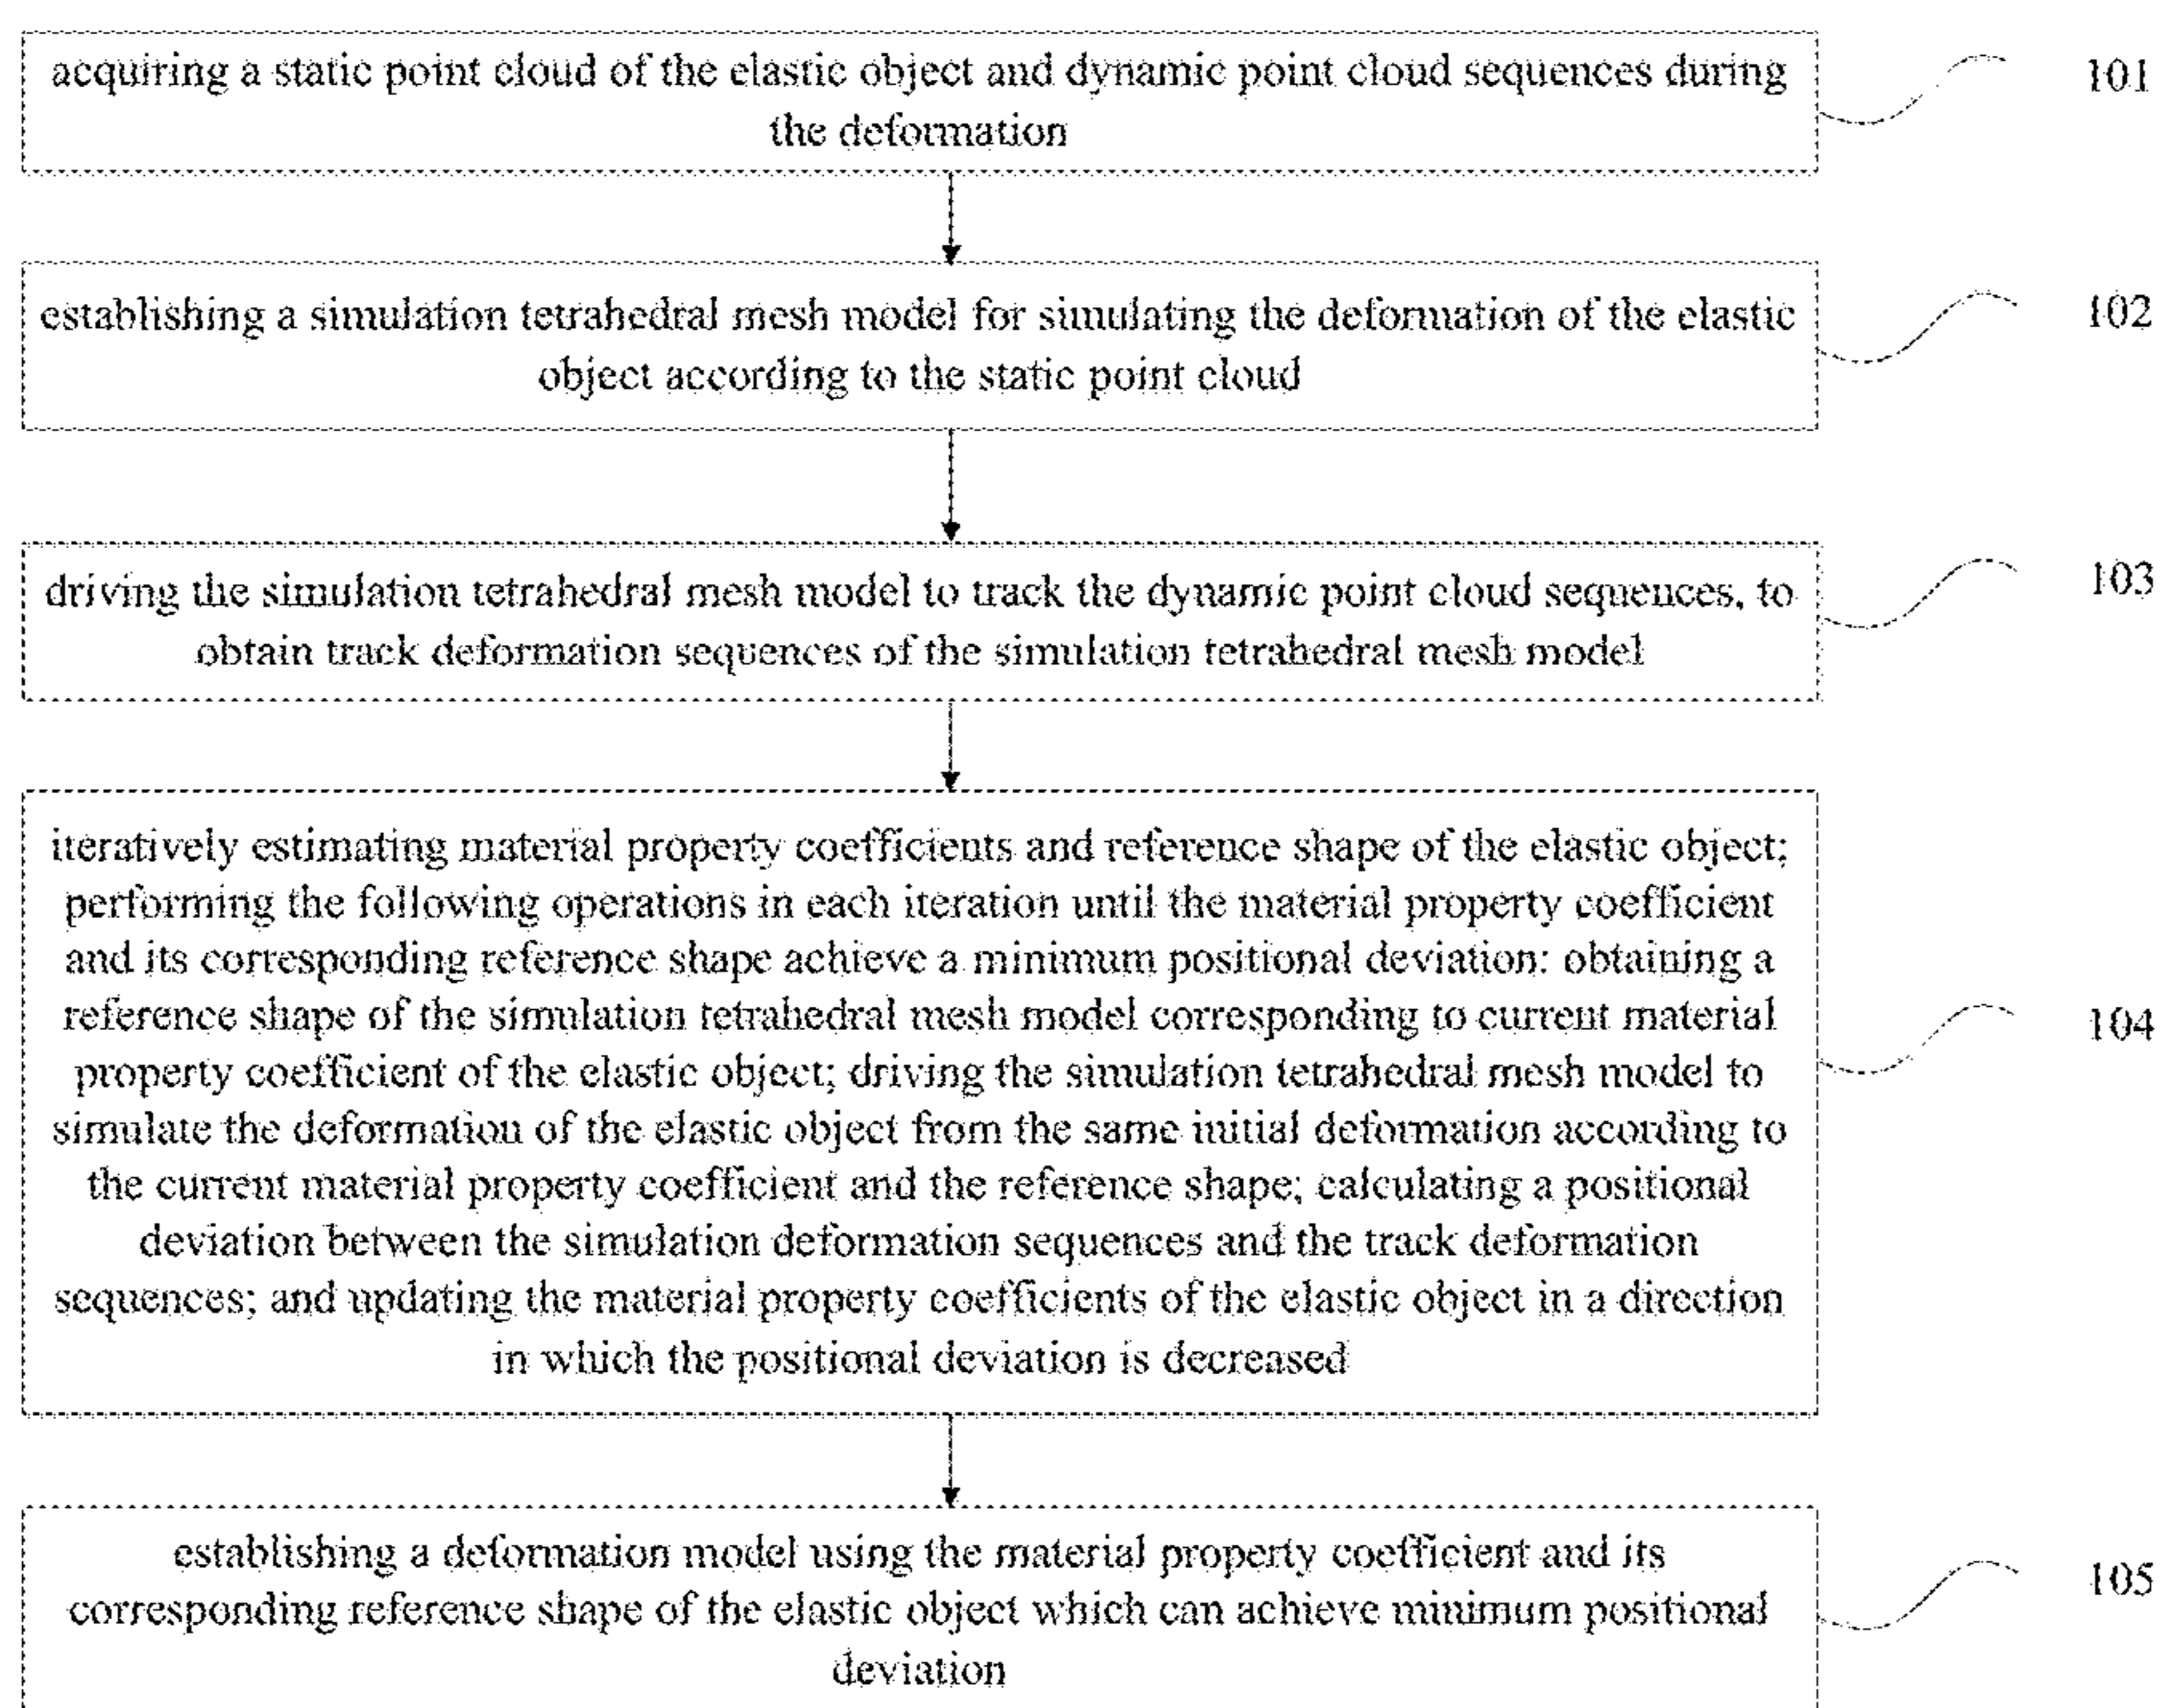 acquiring a static point cloud of the elastic object and dynamic point cloud sequences during
the deformation
101
establishing a simulation tetrahedral mesh model for simulating the deformation of the elastic
object according to the static point cloud
102
driving the simulation tetrahedral mesh model to track the dynamic point cloud sequences, to
obtain track deformation sequences of the simulation tetrahedral mesh model
103
iteratively estimating material property coefficients and reference shape of the elastic object;
performing the following operations in each iteration until the material property coefficient
and its corresponding reference shape achieve a minimum positional deviation: obtaining a
reference shape of the simulation tetrahedral mesh model corresponding to current material
property coefficient of the elastic object; driving the simulation tetrahedral mesh model to
simulate the deformation of the elastic object from the same initial deformation according to
the current material property coefficient and the reference shape; calculating a positional
deviation between the simulation deformation sequences and the track deformation
sequences; and updating the material property coefficients of the elastic object in a direction
in which the positional deviation is decreased
104
establishing a deformation model using the material property coefficient and its
corresponding reference shape of the elastic object which can achieve minimum positional
deviation
105